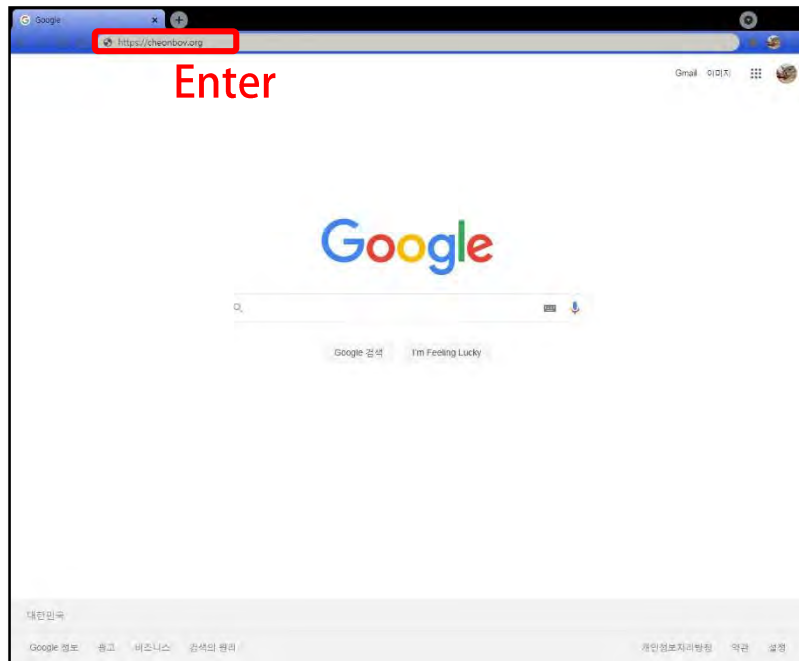 Google
https://cheonbov.org
Enter
Gmail 이미지
Google
Google 검색 I'm Feeling Lucky
대한민국
Google 정보 광고 비즈니스 검색의 원리
개인정보처리방침 약관 설정